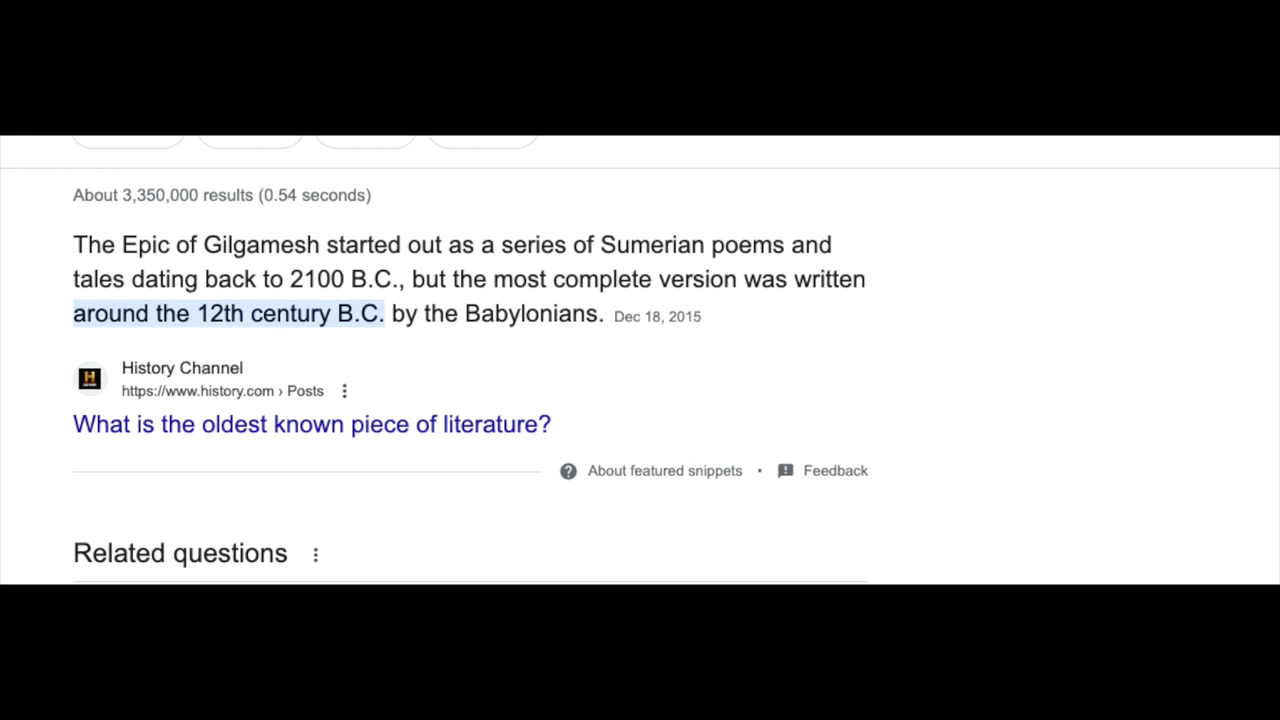 About 3,350,000 results (0.54 seconds)
The Epic of Gilgamesh started out as a series of Sumerian poems and
tales dating back to 2100 B.C., but the most complete version was written
around the 12th century B.C. by the Babylonians. Dec 18, 2015
History Channel
https://www.history.com › Posts
What is the oldest known piece of literature?
About featured snippets • Feedback
Related questions